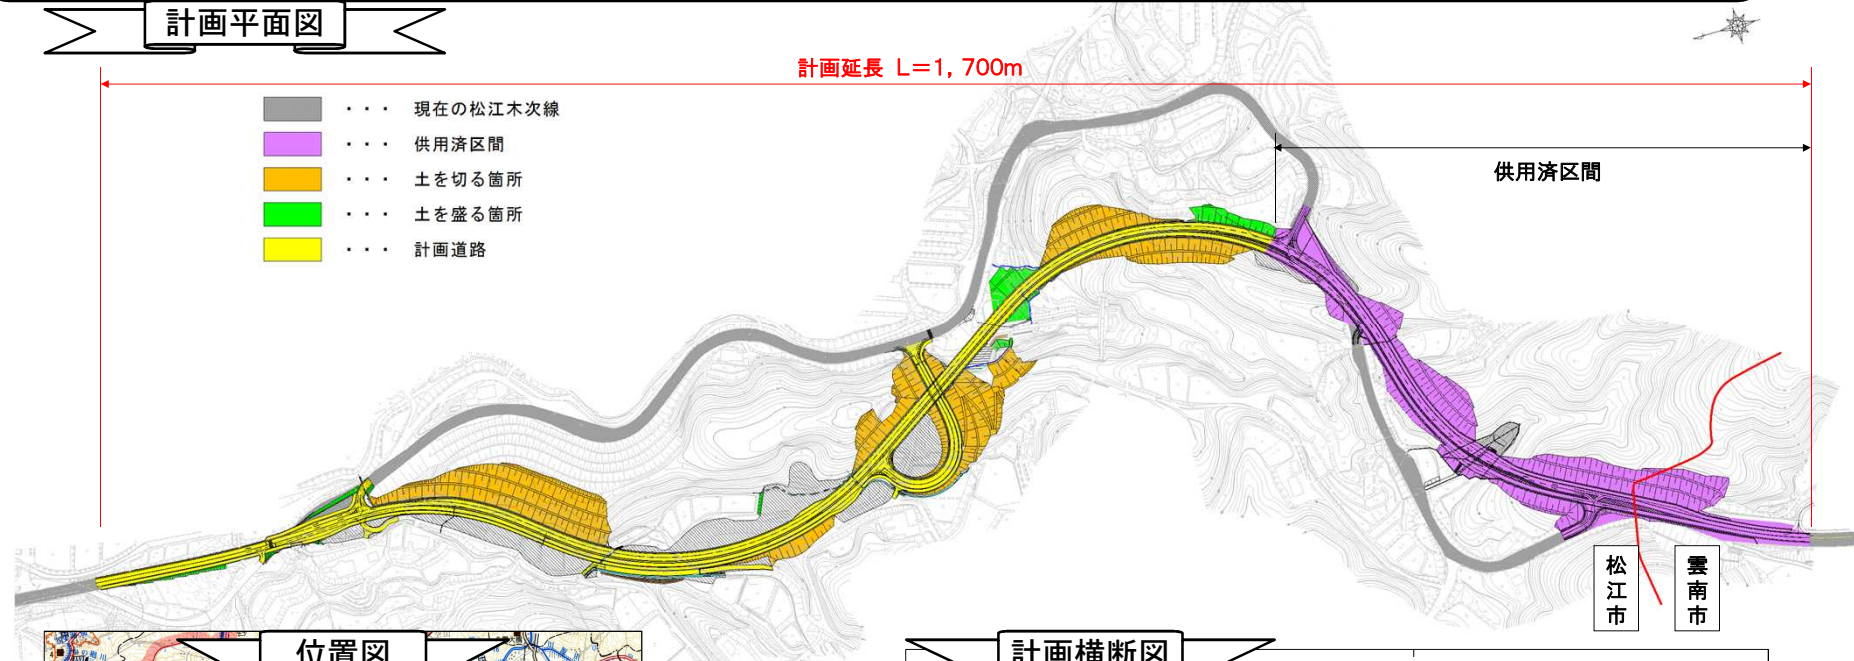 計画平面図
計画延長 L＝1，700m
・・・ 現在の松江木次線
・・・ 供用済区間
・・・ 土を切る箇所
・・・ 土を盛る箇所
・・・ 計画道路
供用済区間
松江市
雲南市
位置図
計画横断図